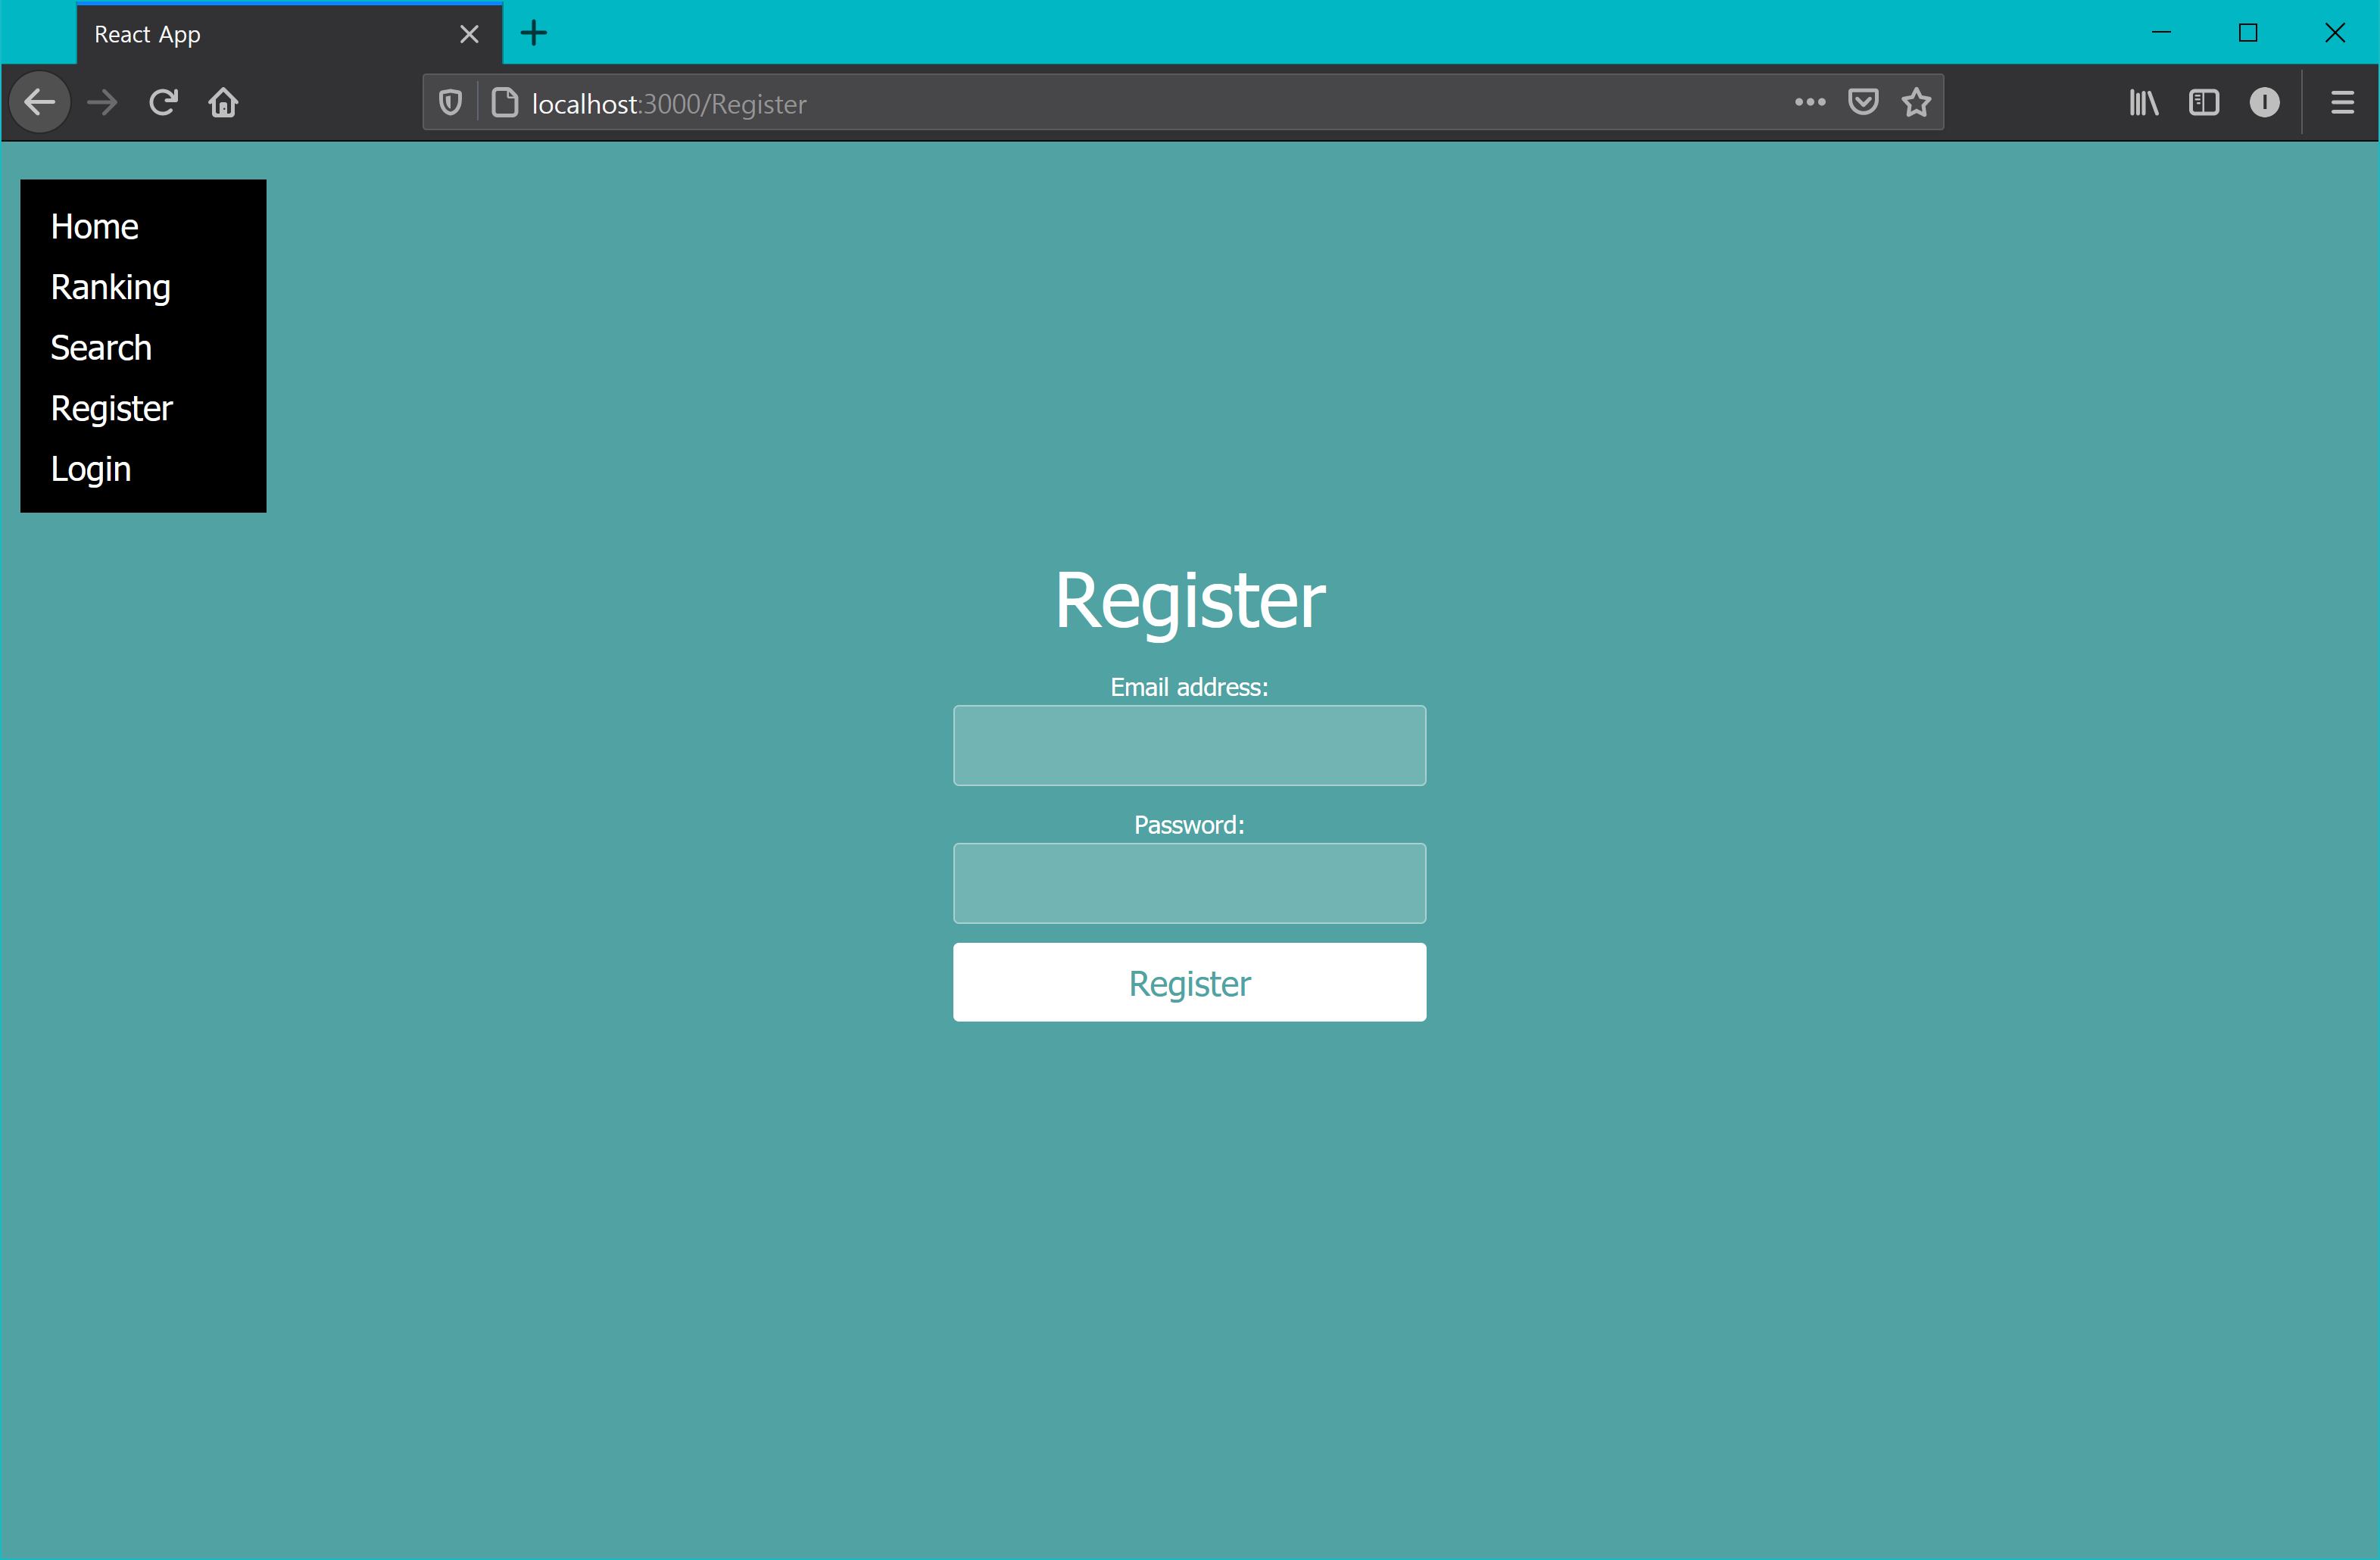 React App
localhost:3000/Register
Home
Ranking
Search
Register
Login
Register
Email address:
Password:
Register